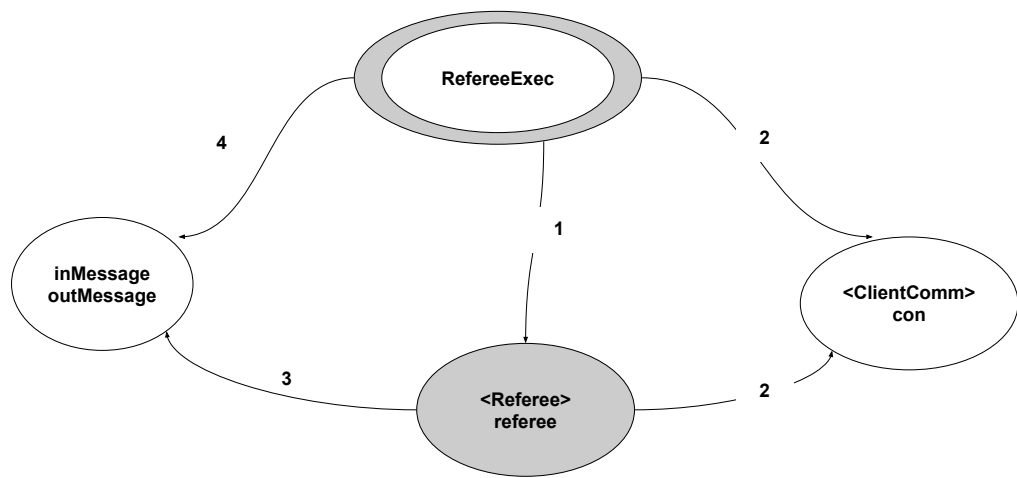 RefereeExec
4
2
1
inMessage
outMessage
<ClientComm>
con
3
<Referee>
referee
2